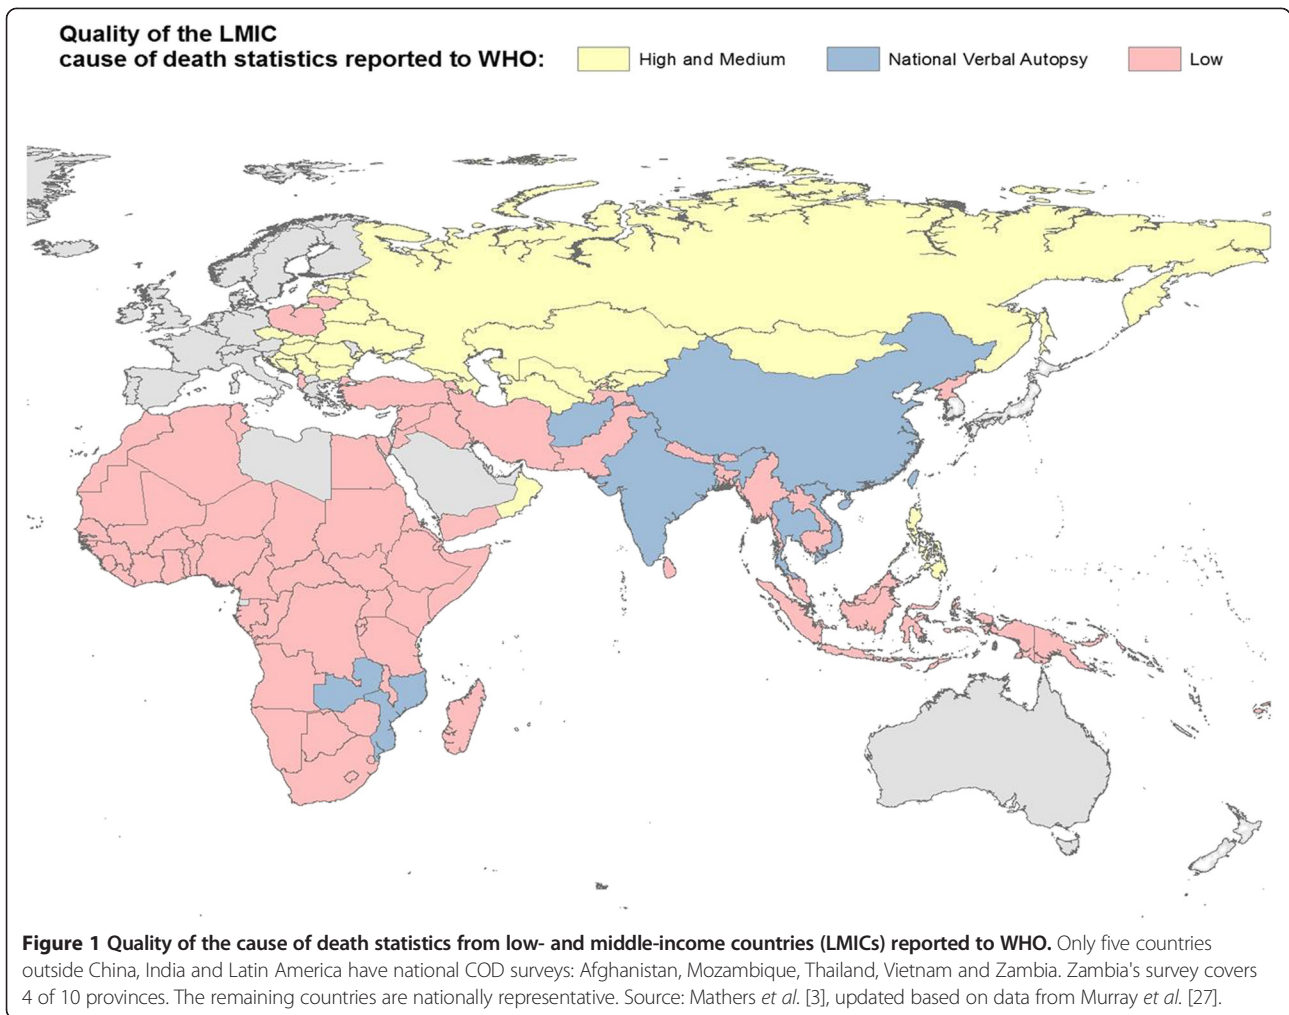 Quality of the LMIC
cause of death statistics reported to WHO:
High and Medium
National Verbal Autopsy
Low
Figure 1 Quality of the cause of death statistics from low- and middle-income countries (LMICs) reported to WHO. Only five countries
outside China, India and Latin America have national COD surveys: Afghanistan, Mozambique, Thailand, Vietnam and Zambia. Zambia's survey covers
4 of 10 provinces. The remaining countries are nationally representative. Source: Mathers et al. [3], updated based on data from Murray et al. [27].